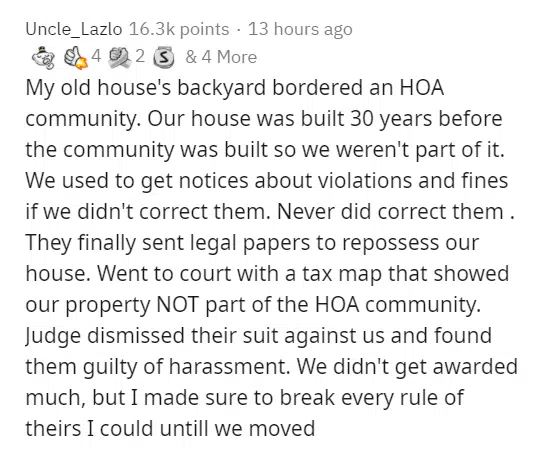 Uncle_Lazlo 16.3k points · 13 hours ago
4 2 S & 4 More
My old house's backyard bordered an HOA
community. Our house was built 30 years before
the community was built so we weren't part of it.
We used to get notices about violations and fines
if we didn't correct them. Never did correct them .
They finally sent legal papers to repossess our
house. Went to court with a tax map that showed
our property NOT part of the HOA community.
Judge dismissed their suit against us and found
them guilty of harassment. We didn't get awarded
much, but I made sure to break every rule of
theirs I could untill we moved